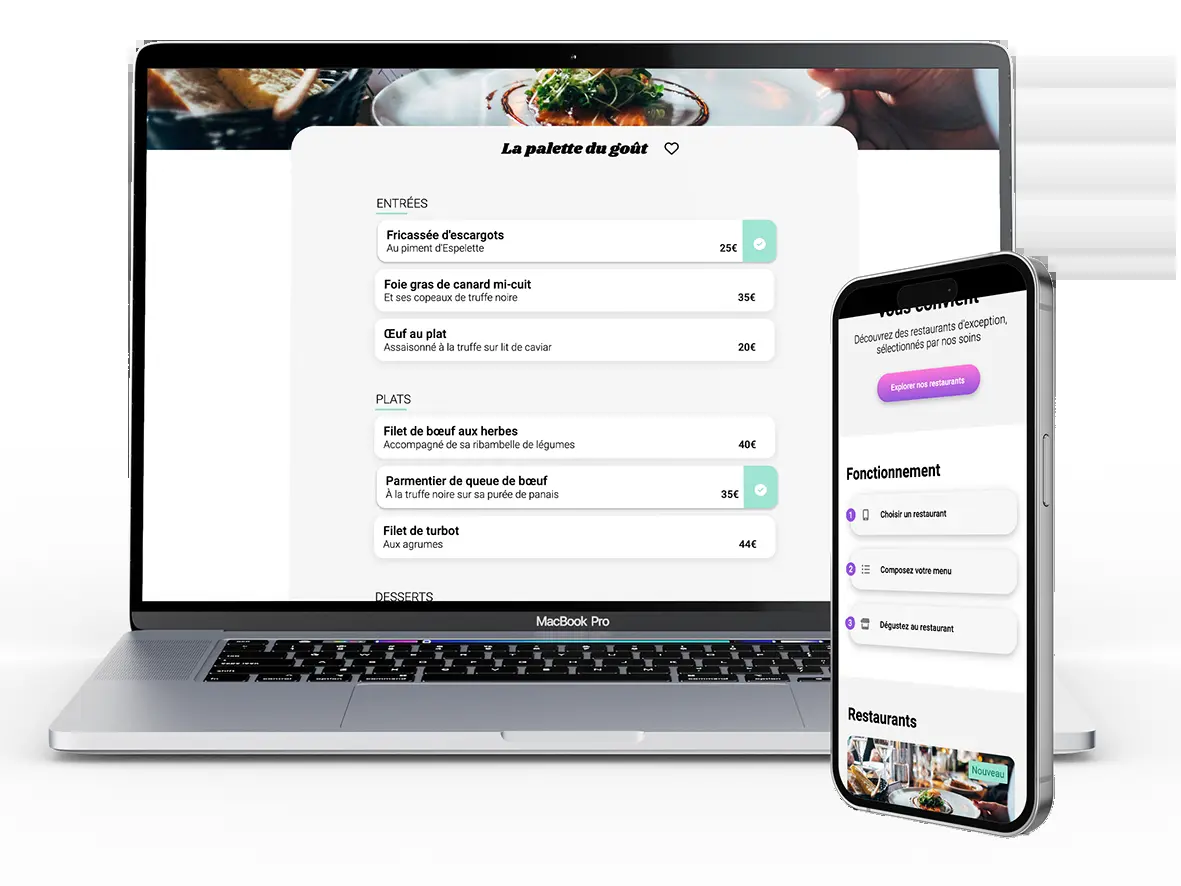 La palette du goût
ENTRÉES
Fricassée d'escargots
Au piment d'Espelette
25€
Foie gras de canard mi-cuit
Et ses copeaux de truffe noire
35€
Œuf au plat
Assaisonné à la truffe sur lit de caviar
20€
PLATS
Filet de bœuf aux herbes
Accompagné de sa ribambelle de légumes
40€
Parmentier de queue de bœuf
À la truffe noire sur sa purée de panais
35€
Filet de turbot
Aux agrumes
44€
DESSERTS
MacBook Pro
vous convient
Découvrez des restaurants d'exception,
sélectionnés par nos soins
Explorer nos restaurants
Fonctionnement
1 Choisir un restaurant
2 Composez votre menu
3 Dégustez au restaurant
Restaurants
Nouveau